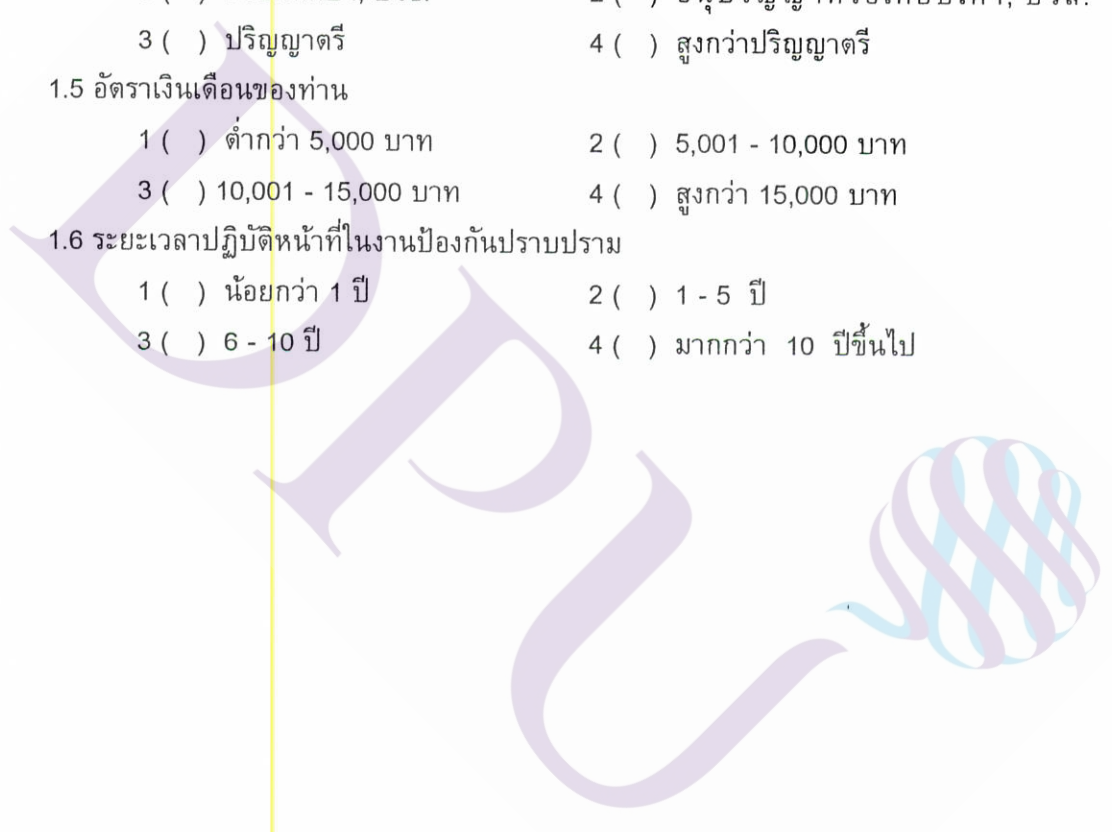 3 ( ) ปริญญาตรี 4 ( ) สูงกว่าปริญญาตรี
1.5 อัตราเงินเดือนของท่าน
1 ( ) ต่ำกว่า 5,000 บาท 2 ( ) 5,001 - 10,000 บาท
3 ( ) 10,001 - 15,000 บาท 4 ( ) สูงกว่า 15,000 บาท
1.6 ระยะเวลาปฏิบัติหน้าที่ในงานป้องกันปราบปราม
1 ( ) น้อยกว่า 1 ปี 2 ( ) 1 - 5 ปี
3 ( ) 6 - 10 ปี 4 ( ) มากกว่า 10 ปีขึ้นไป
DPU